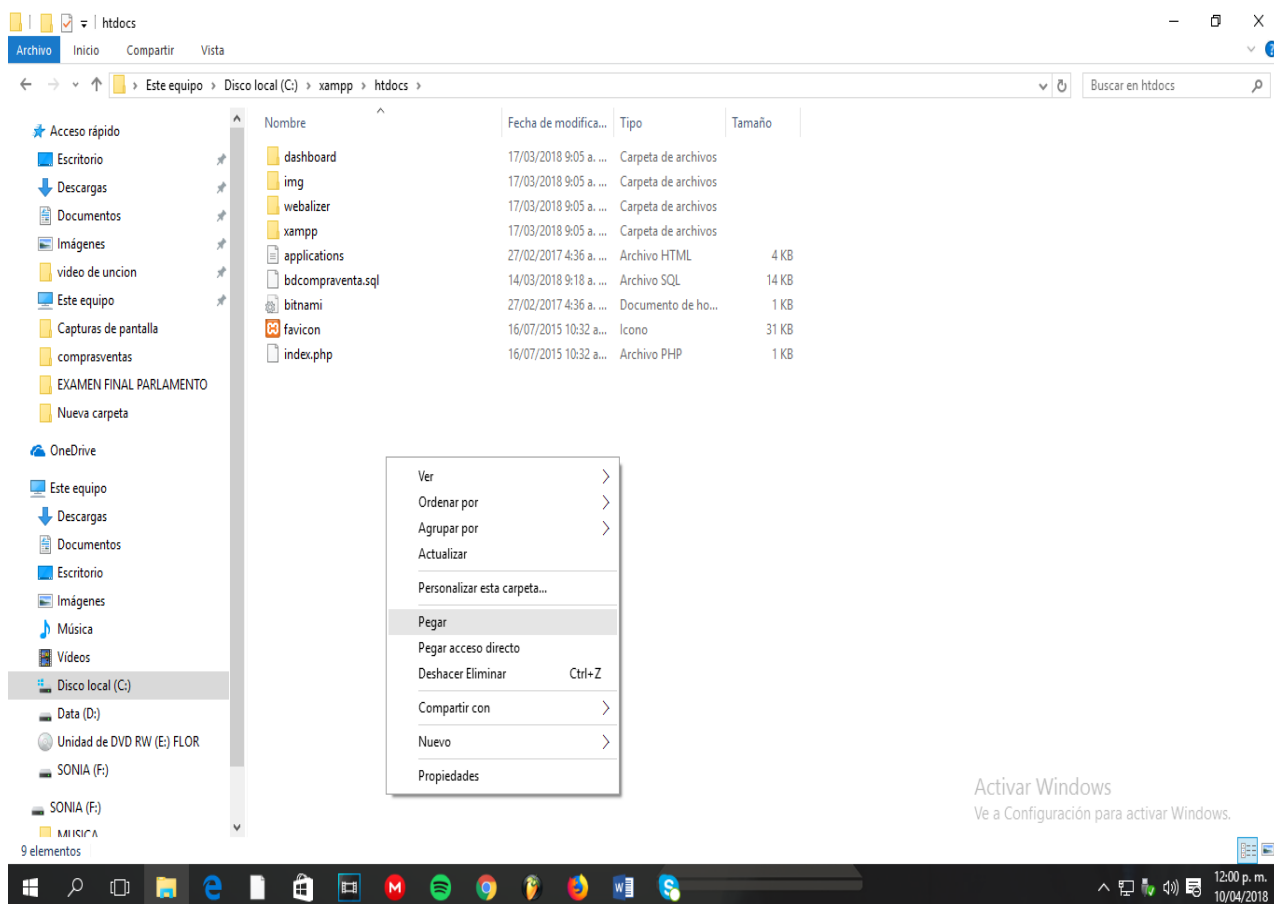 htdocs
Archivo Inicio Compartir Vista
Este equipo Disco local (C:) xampp htdocs
Buscar en htdocs
Acceso rápido
Escritorio
Descargas
Documentos
Imágenes
video de uncion
Este equipo
Capturas de pantalla
comprasventas
EXAMEN FINAL PARLAMENTO
Nueva carpeta
OneDrive
Este equipo
Descargas
Documentos
Escritorio
Imágenes
Música
Vídeos
Disco local (C:)
Data (D:)
Unidad de DVD RW (E:) FLOR
SONIA (F:)
SONIA (F:)
MUSICA
Nombre Fecha de modifica... Tipo Tamaño
dashboard 17/03/2018 9:05 a. ... Carpeta de archivos
img 17/03/2018 9:05 a. ... Carpeta de archivos
webalizer 17/03/2018 9:05 a. ... Carpeta de archivos
xampp 17/03/2018 9:05 a. ... Carpeta de archivos
applications 27/02/2017 4:36 a. ... Archivo HTML 4 KB
bdcompraventa.sql 14/03/2018 9:18 a. ... Archivo SQL 14 KB
bitnami 27/02/2017 4:36 a. ... Documento de ho... 1 KB
favicon 16/07/2015 10:32 a... Icono 31 KB
index.php 16/07/2015 10:32 a... Archivo PHP 1 KB
Ver
Ordenar por
Agrupar por
Actualizar
Personalizar esta carpeta...
Pegar
Pegar acceso directo
Deshacer Eliminar Ctrl+Z
Compartir con
Nuevo
Propiedades
Activar Windows
Ve a Configuración para activar Windows.
9 elementos
12:00 p. m.
10/04/2018